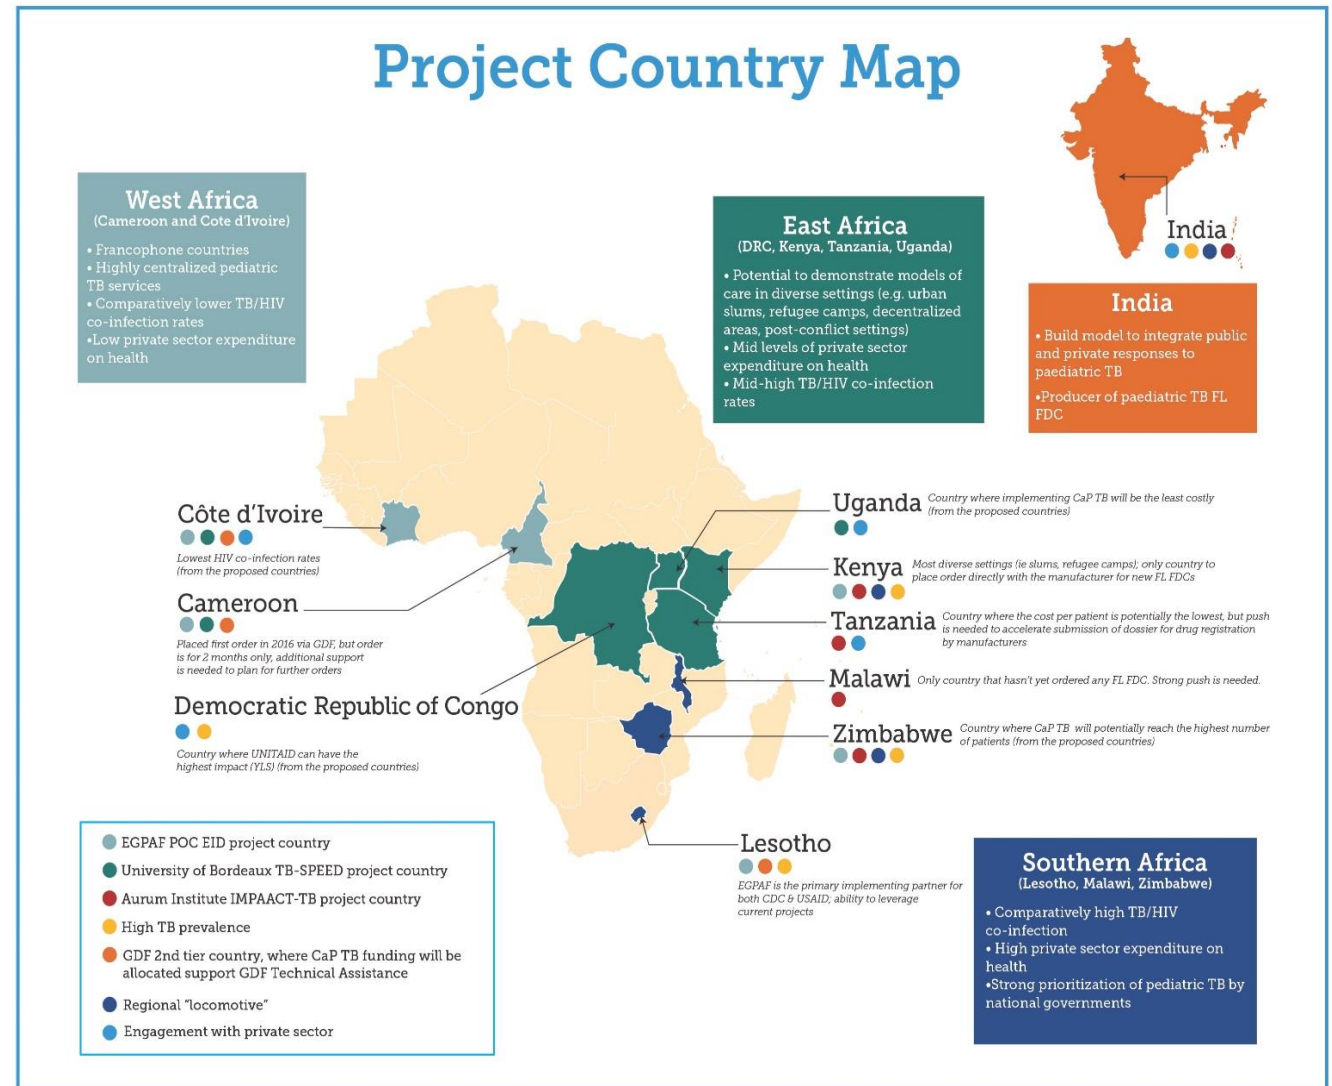 Project Country Map
West Africa
(Cameroon and Cote d'Ivoire)
• Francophone countries
• Highly centralized pediatric
TB services
• Comparatively lower TB/HIV
co-infection rates
•Low private sector expenditure
on health
East Africa
(DRC, Kenya, Tanzania, Uganda)
• Potential to demonstrate models of
care in diverse settings (e.g. urban
slums, refugee camps, decentralized
areas, post-conflict settings)
• Mid levels of private sector
expenditure on health
• Mid-high TB/HIV co-infection
rates
India
India
• Build model to integrate public
and private responses to
paediatric TB
•Producer of paediatric TB FL
FDC
Côte d'Ivoire
Lowest HIV co-infection rates
(from the proposed countries)
Cameroon
Placed first order in 2016 via GDF, but order
is for 2 months only, additional support
is needed to plan for further orders
Democratic Republic of Congo
Country where UNITAID can have the
highest impact (YLS) (from the proposed countries)
Uganda
Country where implementing CaP TB will be the least costly
(from the proposed countries)
Kenya
Most diverse settings (ie slums, refugee camps); only country to
place order directly with the manufacturer for new FL FDCs
Tanzania
Country where the cost per patient is potentially the lowest, but push
is needed to accelerate submission of dossier for drug registration
by manufacturers
Malawi
Only country that hasn't yet ordered any FL FDC. Strong push is needed.
Zimbabwe
Country where CaP TB will potentially reach the highest number
of patients (from the proposed countries)
Lesotho
EGPAF is the primary implementing partner for
both CDC & USAID; ability to leverage
current projects
EGPAF POC EID project country
University of Bordeaux TB-SPEED project country
Aurum Institute IMPAACT-TB project country
High TB prevalence
GDF 2nd tier country, where CaP TB funding will be
allocated support GDF Technical Assistance
Regional "locomotive"
Engagement with private sector
Southern Africa
(Lesotho, Malawi, Zimbabwe)
• Comparatively high TB/HIV
co-infection
• High private sector expenditure on
health
•Strong prioritization of pediatric TB by
national governments